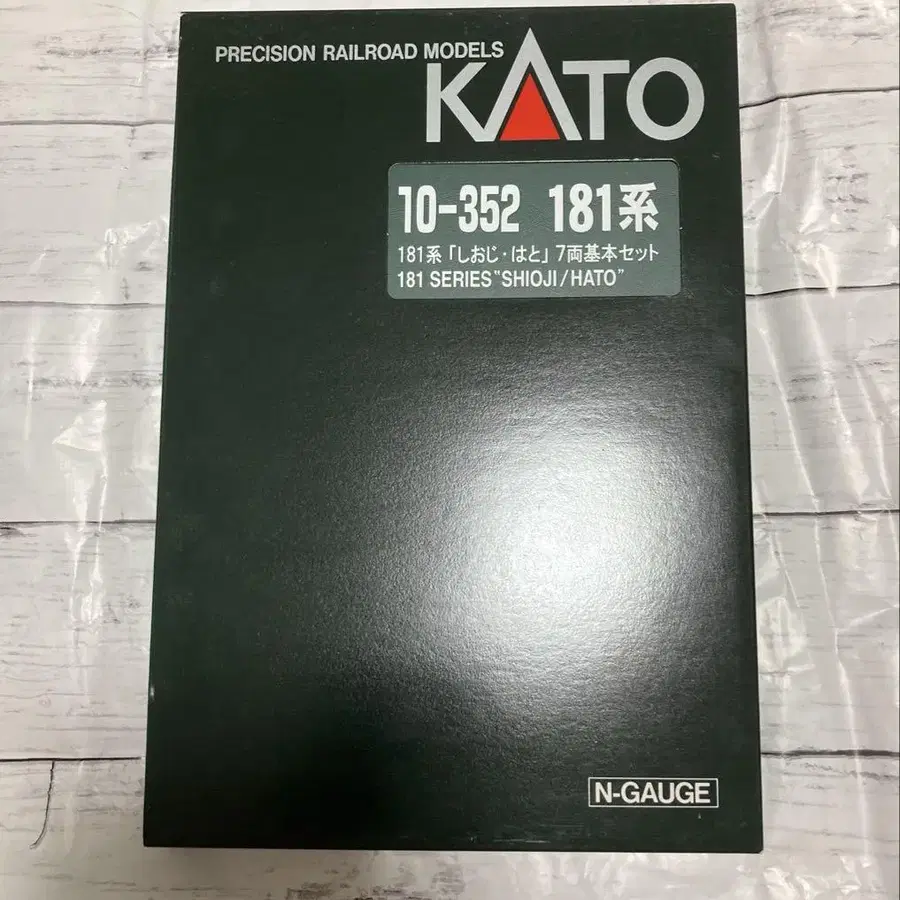 PRECISION RAILROAD MODELS
KATO
10-352 181系
181系「しおじ・はと」7両基本セット
181 SERIES "SHIOJI/HATO"
N-GAUGE